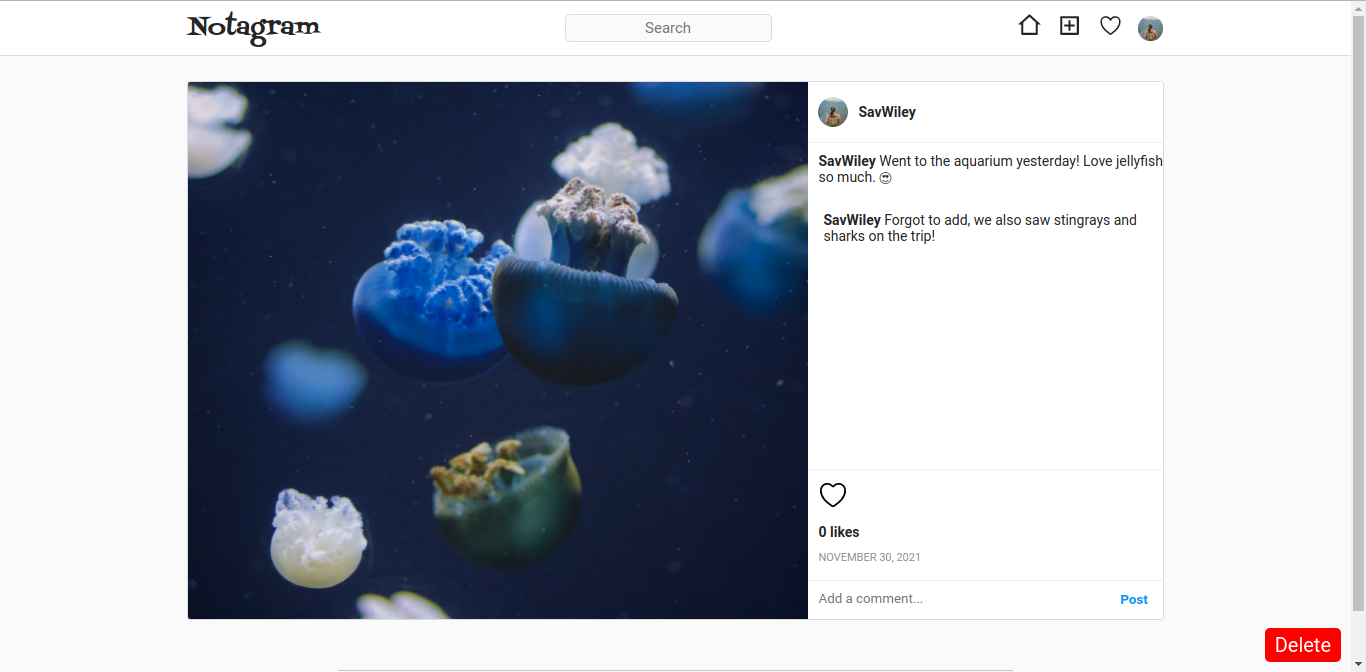 Notagram
Search
SavWiley
SavWiley Went to the aquarium yesterday! Love jellyfish
so much. 😍
SavWiley Forgot to add, we also saw stingrays and
sharks on the trip!
0 likes
NOVEMBER 30, 2021
Add a comment...
Post
Delete